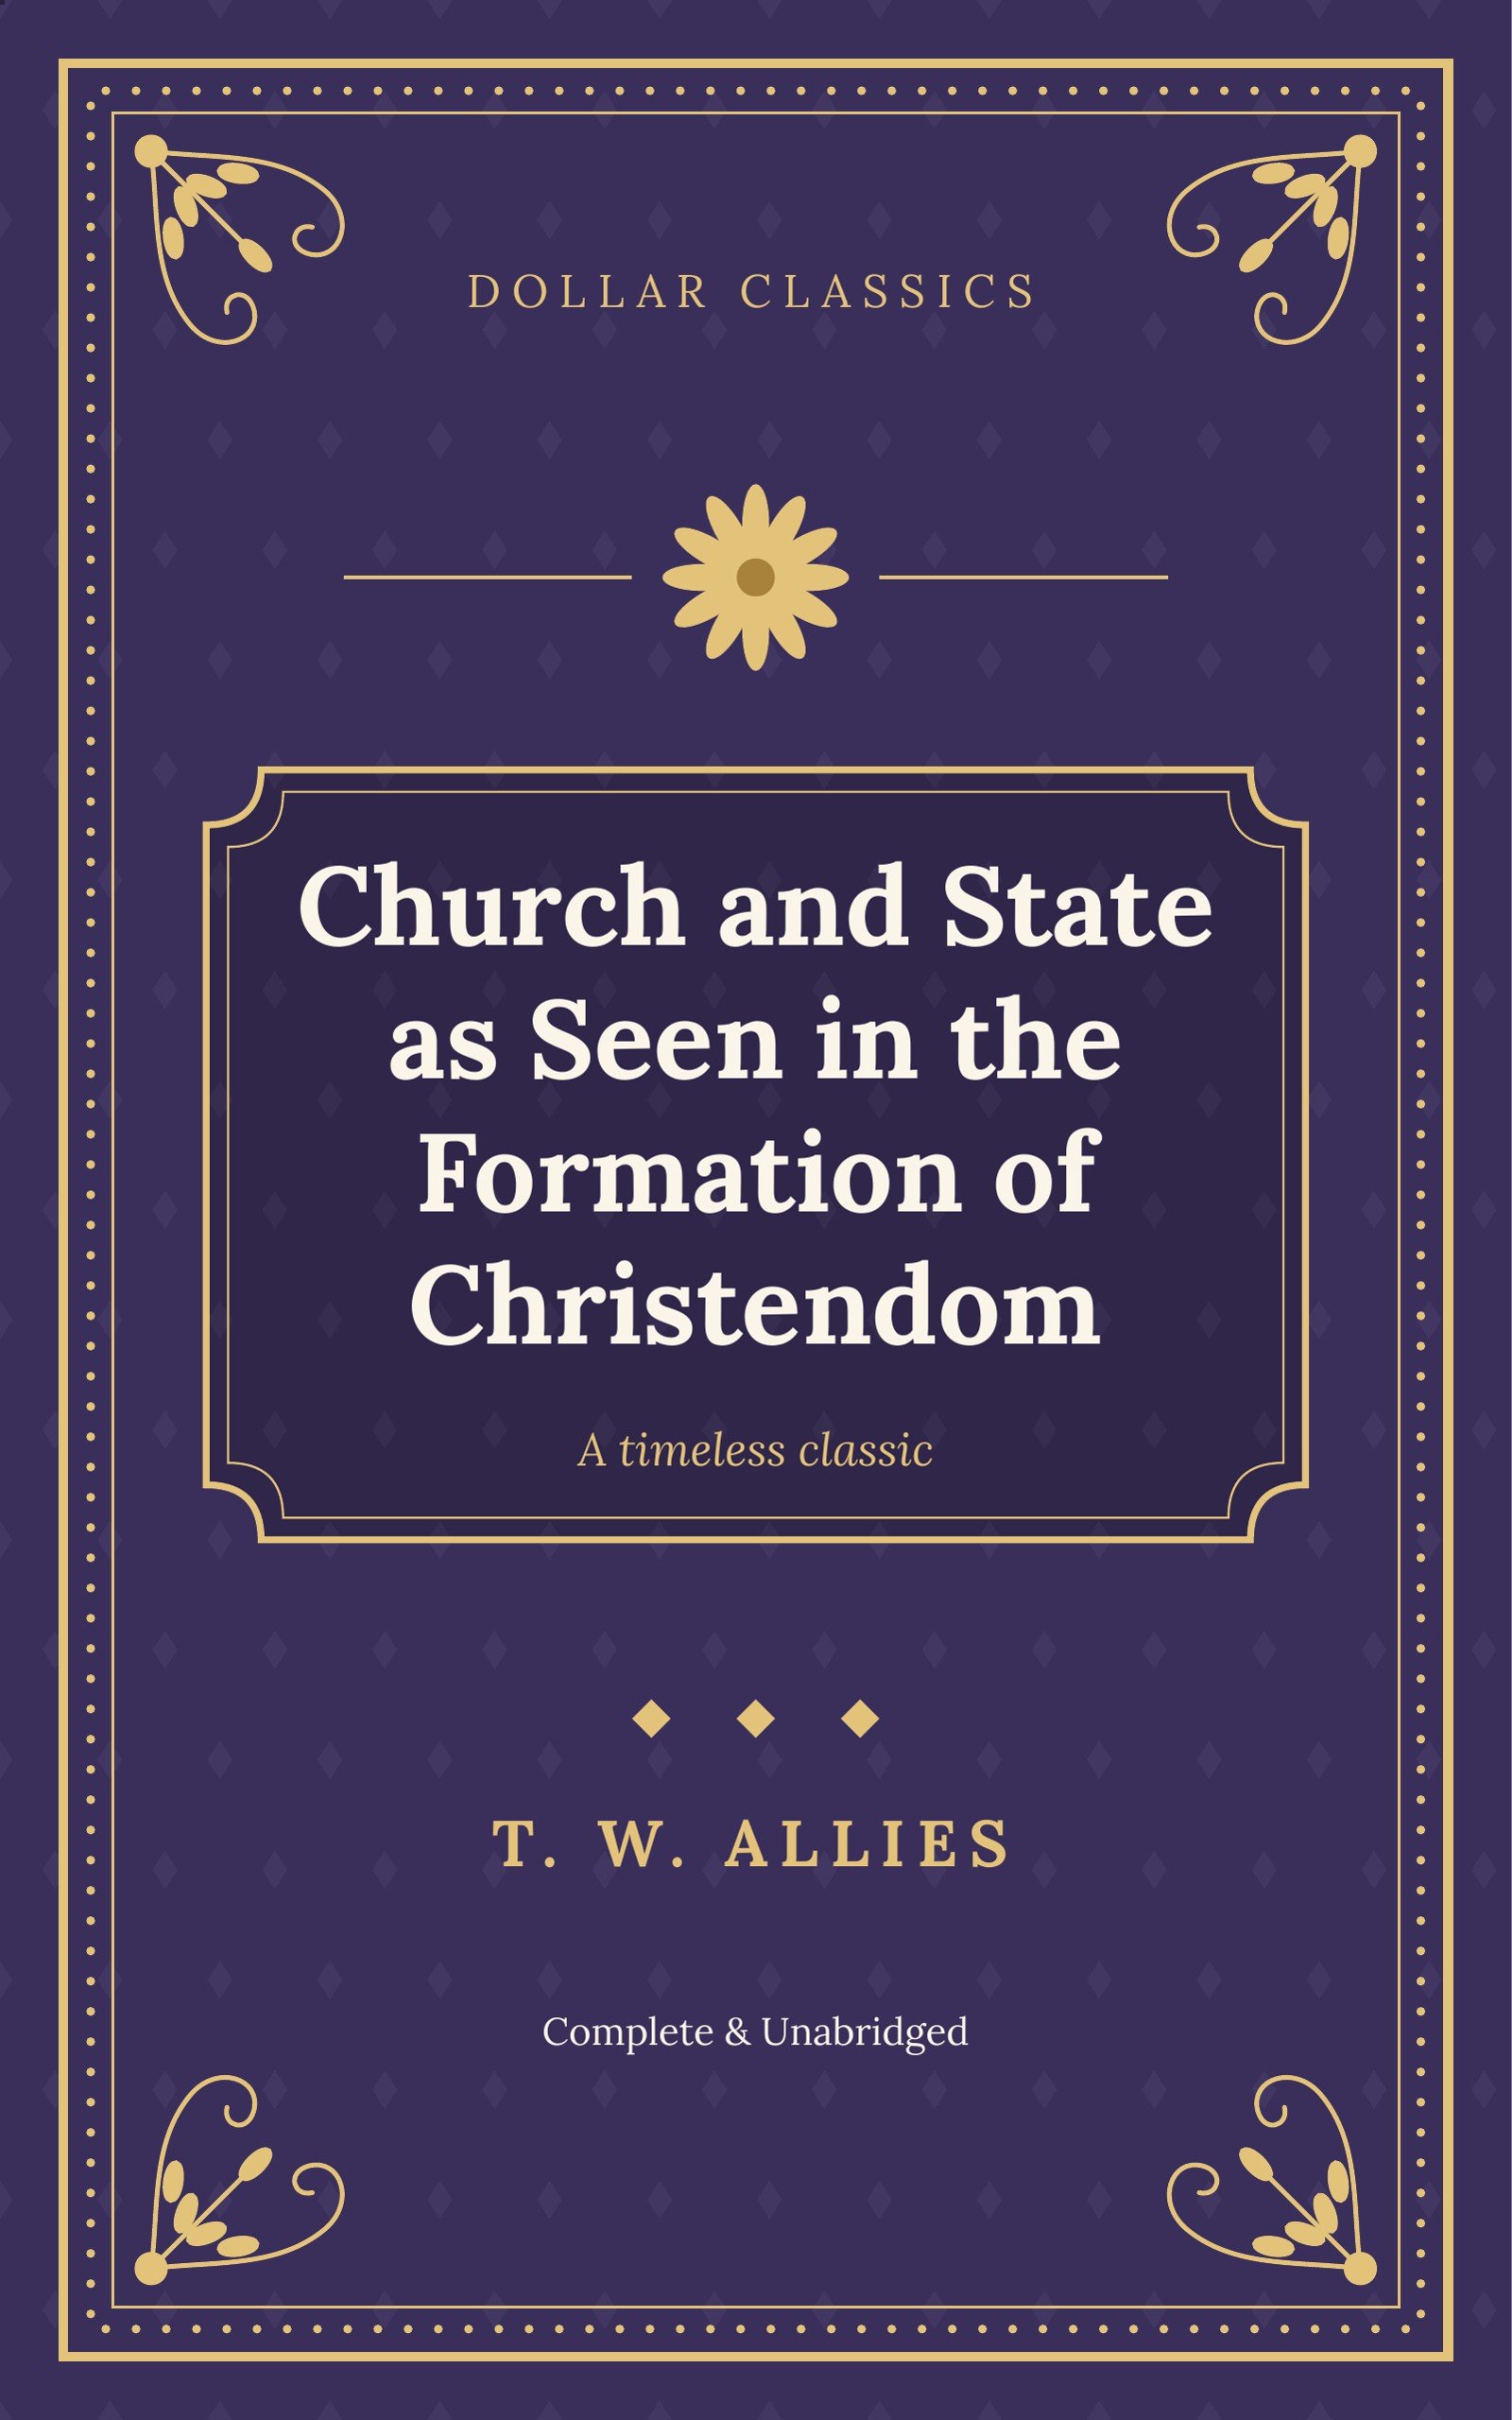 DOLLAR CLASSICS
Church and State
as Seen in the
Formation of
Christendom
A timeless classic
T. W. ALLIES
Complete & Unabridged